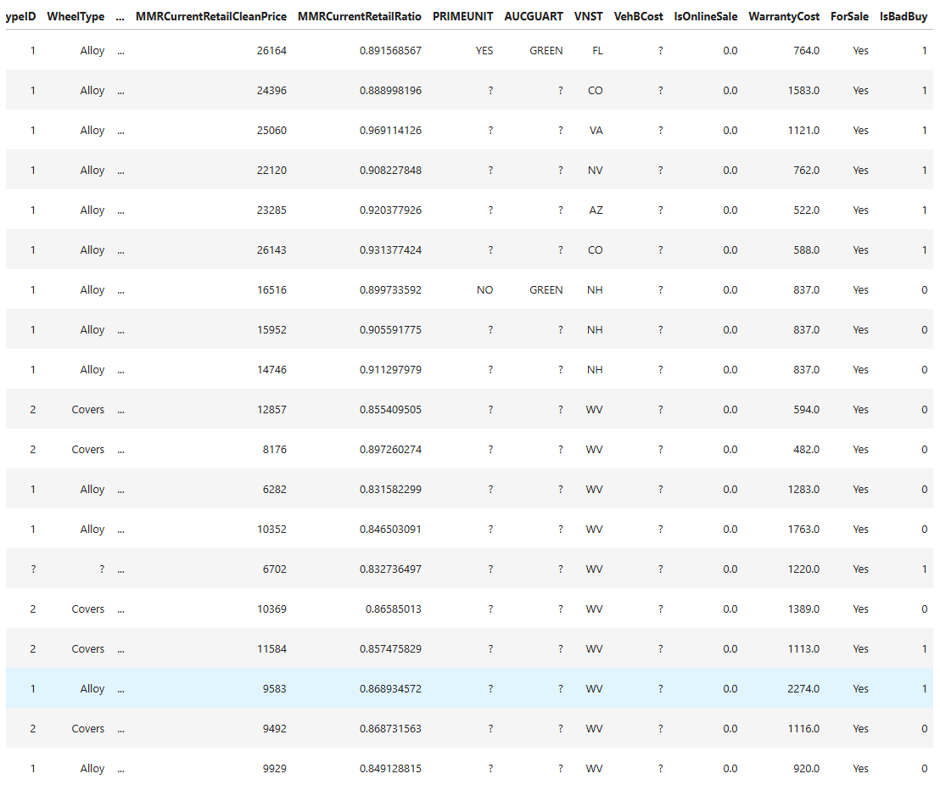 ypeID WheelType ... MMRCurrentRetailCleanPrice MMRCurrentRetailRatio PRIMEUNIT AUCGUART VNST VehBCost IsOnlineSale WarrantyCost ForSale IsBadBuy
1 Alloy ... 26164 0.891568567 YES GREEN FL ? 0.0 764.0 Yes 1
1 Alloy ... 24396 0.888998196 ? ? CO ? 0.0 1583.0 Yes 1
1 Alloy ... 25060 0.969114126 ? ? VA ? 0.0 1121.0 Yes 1
1 Alloy ... 22120 0.908227848 ? ? NV ? 0.0 762.0 Yes 1
1 Alloy ... 23285 0.920377926 ? ? AZ ? 0.0 522.0 Yes 1
1 Alloy ... 26143 0.931377424 ? ? CO ? 0.0 588.0 Yes 1
1 Alloy ... 16516 0.899733592 NO GREEN NH ? 0.0 837.0 Yes 0
1 Alloy ... 15952 0.905591775 ? ? NH ? 0.0 837.0 Yes 0
1 Alloy ... 14746 0.911297979 ? ? NH ? 0.0 837.0 Yes 0
2 Covers ... 12857 0.855409505 ? ? WV ? 0.0 594.0 Yes 0
2 Covers ... 8176 0.897260274 ? ? WV ? 0.0 482.0 Yes 0
1 Alloy ... 6282 0.831582299 ? ? WV ? 0.0 1283.0 Yes 0
1 Alloy ... 10352 0.846503091 ? ? WV ? 0.0 1763.0 Yes 0
? ? ... 6702 0.832736497 ? ? WV ? 0.0 1220.0 Yes 1
2 Covers ... 10369 0.86585013 ? ? WV ? 0.0 1389.0 Yes 0
2 Covers ... 11584 0.857475829 ? ? WV ? 0.0 1113.0 Yes 1
1 Alloy ... 9583 0.868934572 ? ? WV ? 0.0 2274.0 Yes 1
2 Covers ... 9492 0.868731563 ? ? WV ? 0.0 1116.0 Yes 0
1 Alloy ... 9929 0.849128815 ? ? WV ? 0.0 920.0 Yes 0